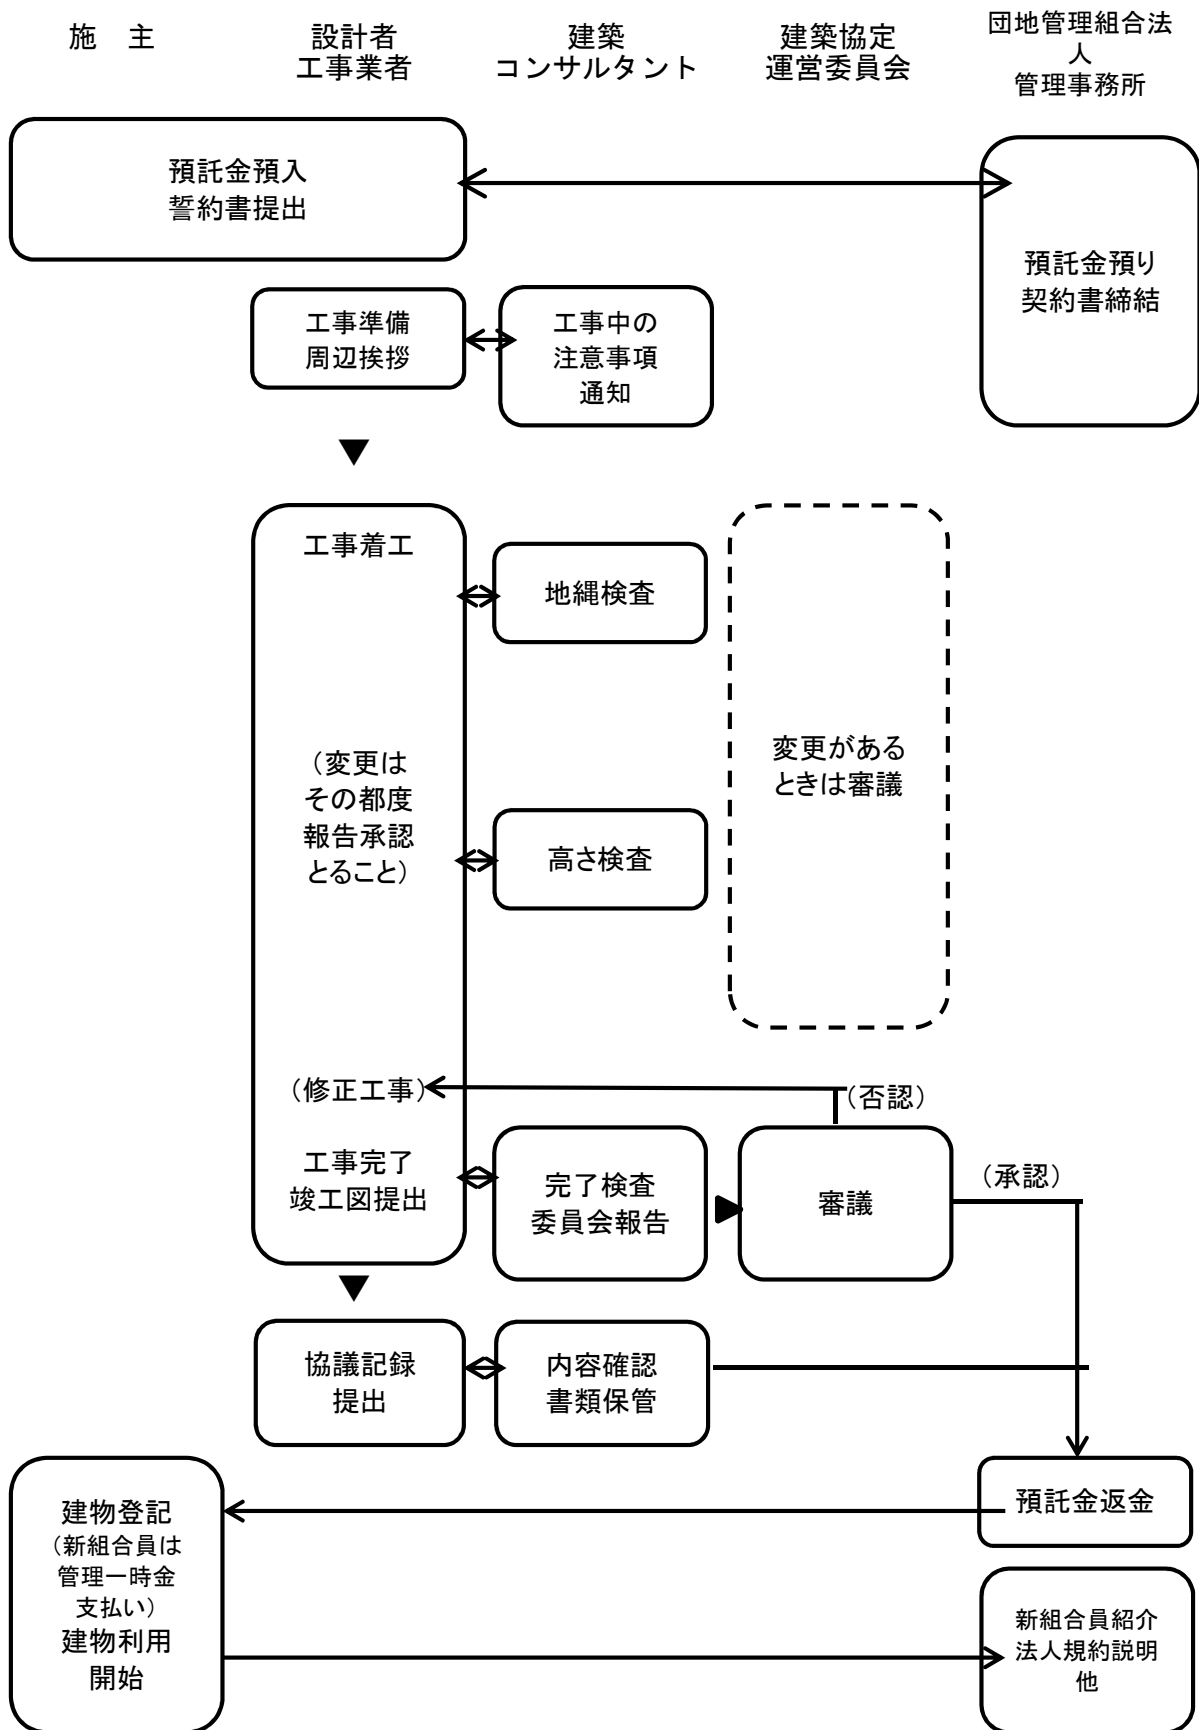 施　主
設計者
工事業者
建築
コンサルタント
建築協定
運営委員会
団地管理組合法
人
管理事務所
預託金預入
誓約書提出
預託金預り
契約書締結
工事準備
周辺挨拶
工事中の
注意事項
通知
工事着工
地縄検査
（変更は
その都度
報告承認
とること）
変更がある
ときは審議
高さ検査
（修正工事）
（否認）
工事完了
竣工図提出
完了検査
委員会報告
審議
（承認）
協議記録
提出
内容確認
書類保管
建物登記
（新組合員は
管理一時金
支払い）
建物利用
開始
預託金返金
新組合員紹介
法人規約説明
他